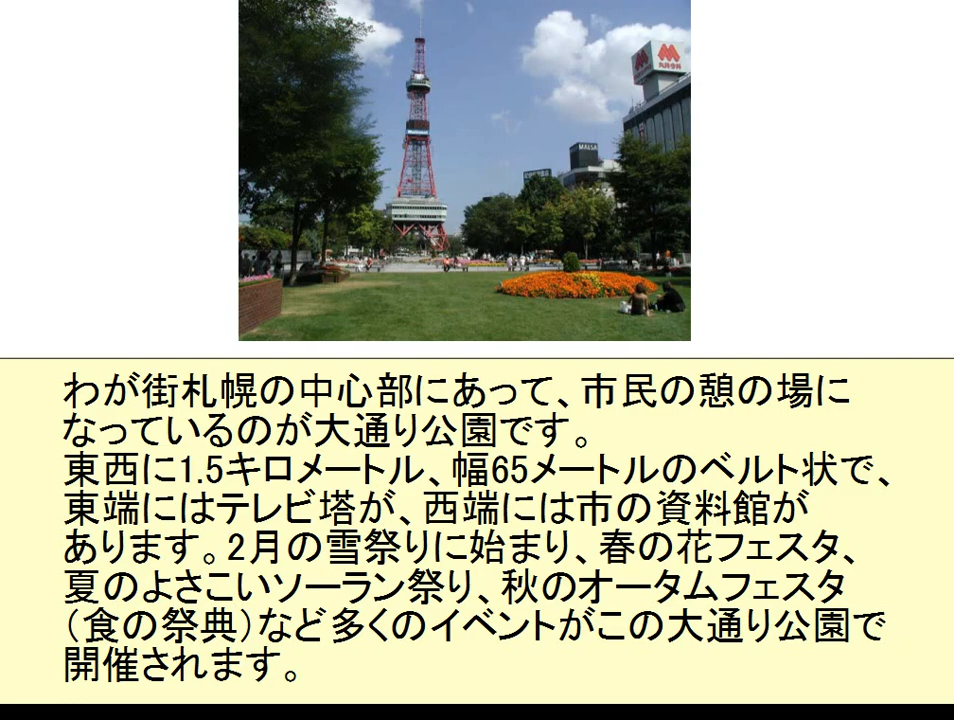 MALSA
わが街札幌の中心部にあって、市民の憩の場に
なっているのが大通り公園です。
東西に1.5キロメートル、幅65メートルのベルト状で、
東端にはテレビ塔が、西端には市の資料館が
あります。2月の雪祭りに始まり、春の花フェスタ、
夏のよさこいソーラン祭り、秋のオータムフェスタ
（食の祭典）など多くのイベントがこの大通り公園で
開催されます。